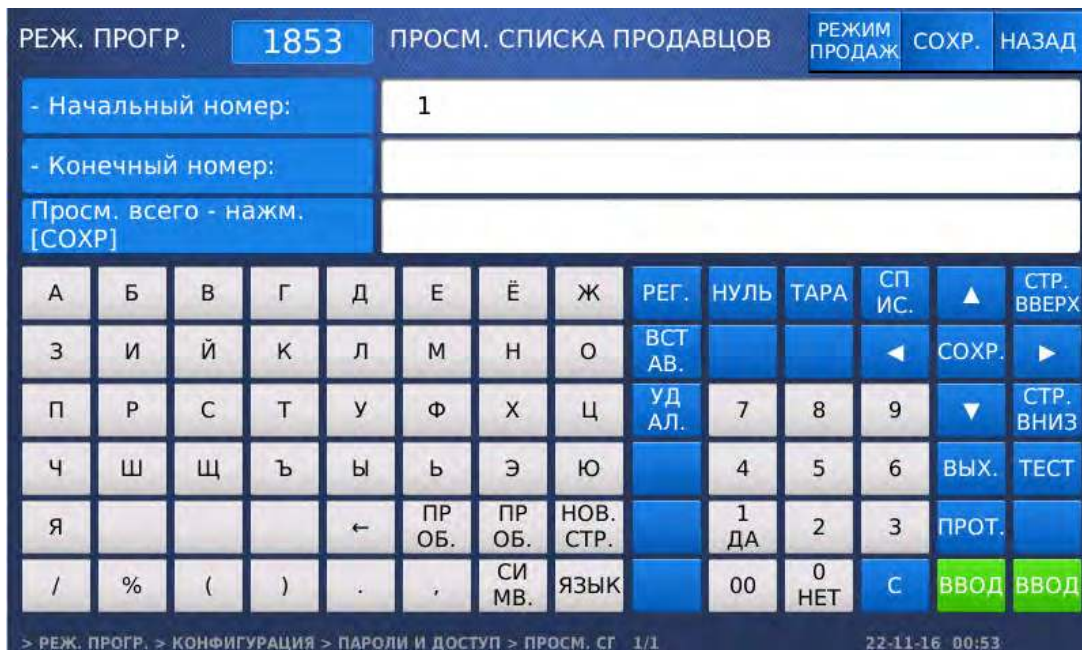 РЕЖ. ПРОГР. 1853 ПРОСМ. СПИСКА ПРОДАВЦОВ РЕЖИМ ПРОДАЖ СОХР. НАЗАД
- Начальный номер: 1
- Конечный номер:
Просм. всего - нажм.
[СОХР]
А Б В Г Д Е Ё Ж РЕГ. НУЛЬ ТАРА СП ИС. ▲ СТР. ВВЕРХ
З И Й К Л М Н О ВСТ АВ. ◀ СОХР. ▶
П Р С Т У Ф Х Ц УД АЛ. 7 8 9 ▼ СТР. ВНИЗ
Ч Ш Щ Ъ Ы Ь Э Ю 4 5 6 ВЫХ. ТЕСТ
Я ← ПР ОБ. ПР ОБ. НОВ. СТР. 1 ДА 2 3 ПРОТ.
/ % ( ) . , СИ МВ. ЯЗЫК 00 0 НЕТ С ВВОД ВВОД
> РЕЖ. ПРОГР. > КОНФИГУРАЦИЯ > ПАРОЛИ И ДОСТУП > ПРОСМ. СГ 1/1 22-11-16 00:53